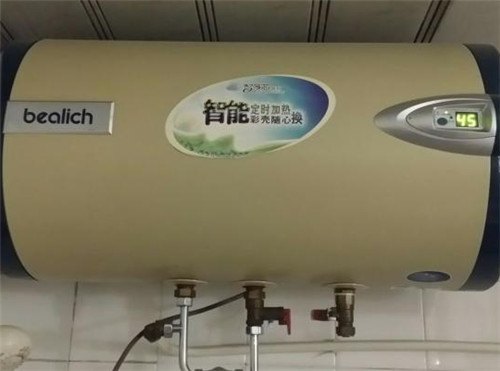 bealich
智能
定时加热
彩壳随心换
45